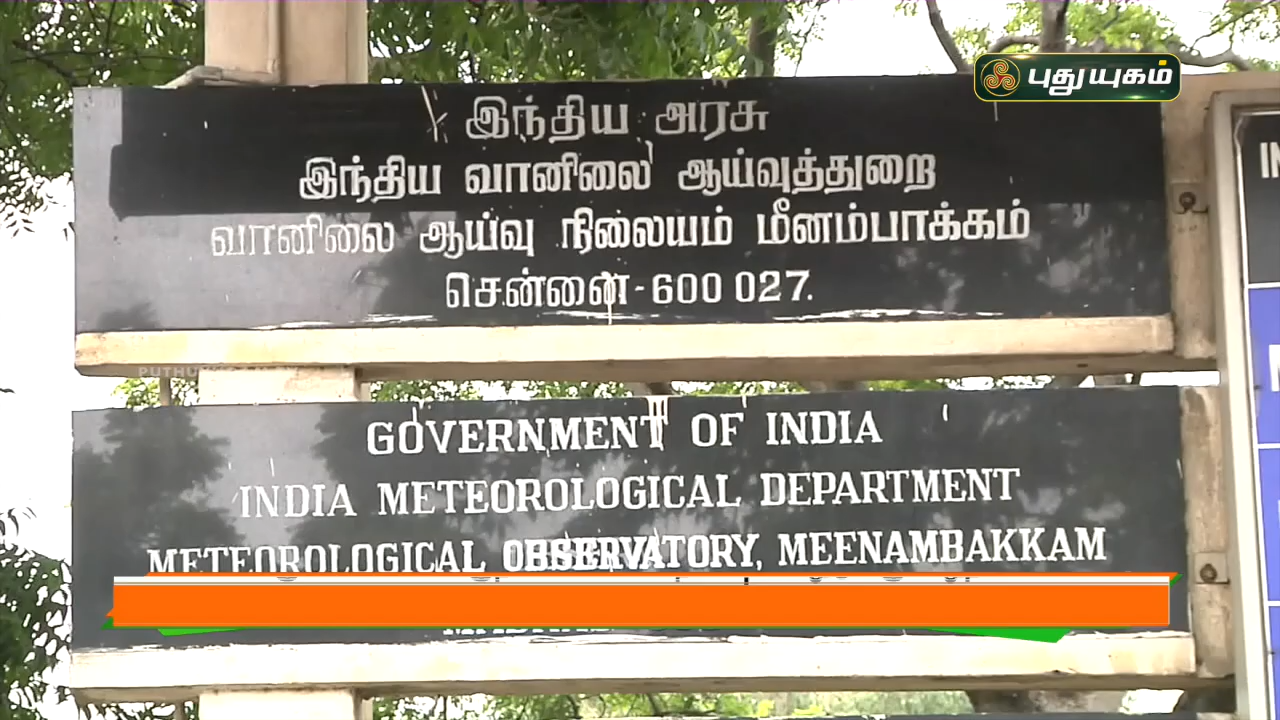 புதுயுகம்
இந்திய அரசு
இந்திய வானிலை ஆய்வுத்துறை
வானிலை ஆய்வு நிலையம் மீனம்பாக்கம்
சென்னை-600 027.
GOVERNMENT OF INDIA
INDIA METEOROLOGICAL DEPARTMENT
METEOROLOGICAL OBSERVATORY, MEENAMBAKKAM